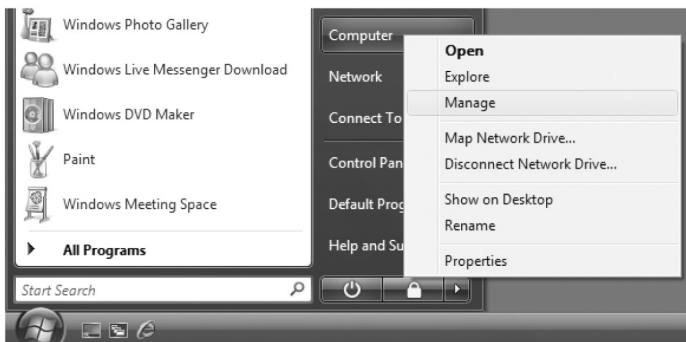 Windows Photo Gallery
Windows Live Messenger Download
Windows DVD Maker
Paint
Windows Meeting Space
All Programs
Start Search
Computer
Network
Connect To
Control Pan
Default Prog
Help and Su
Open
Explore
Manage
Map Network Drive...
Disconnect Network Drive...
Show on Desktop
Rename
Properties